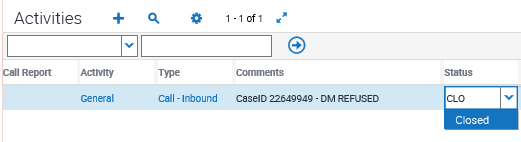 Activities 1 - 1 of 1
Call Report Activity Type Comments Status
General Call - Inbound CaseID 22649949 - DM REFUSED CLO
Closed